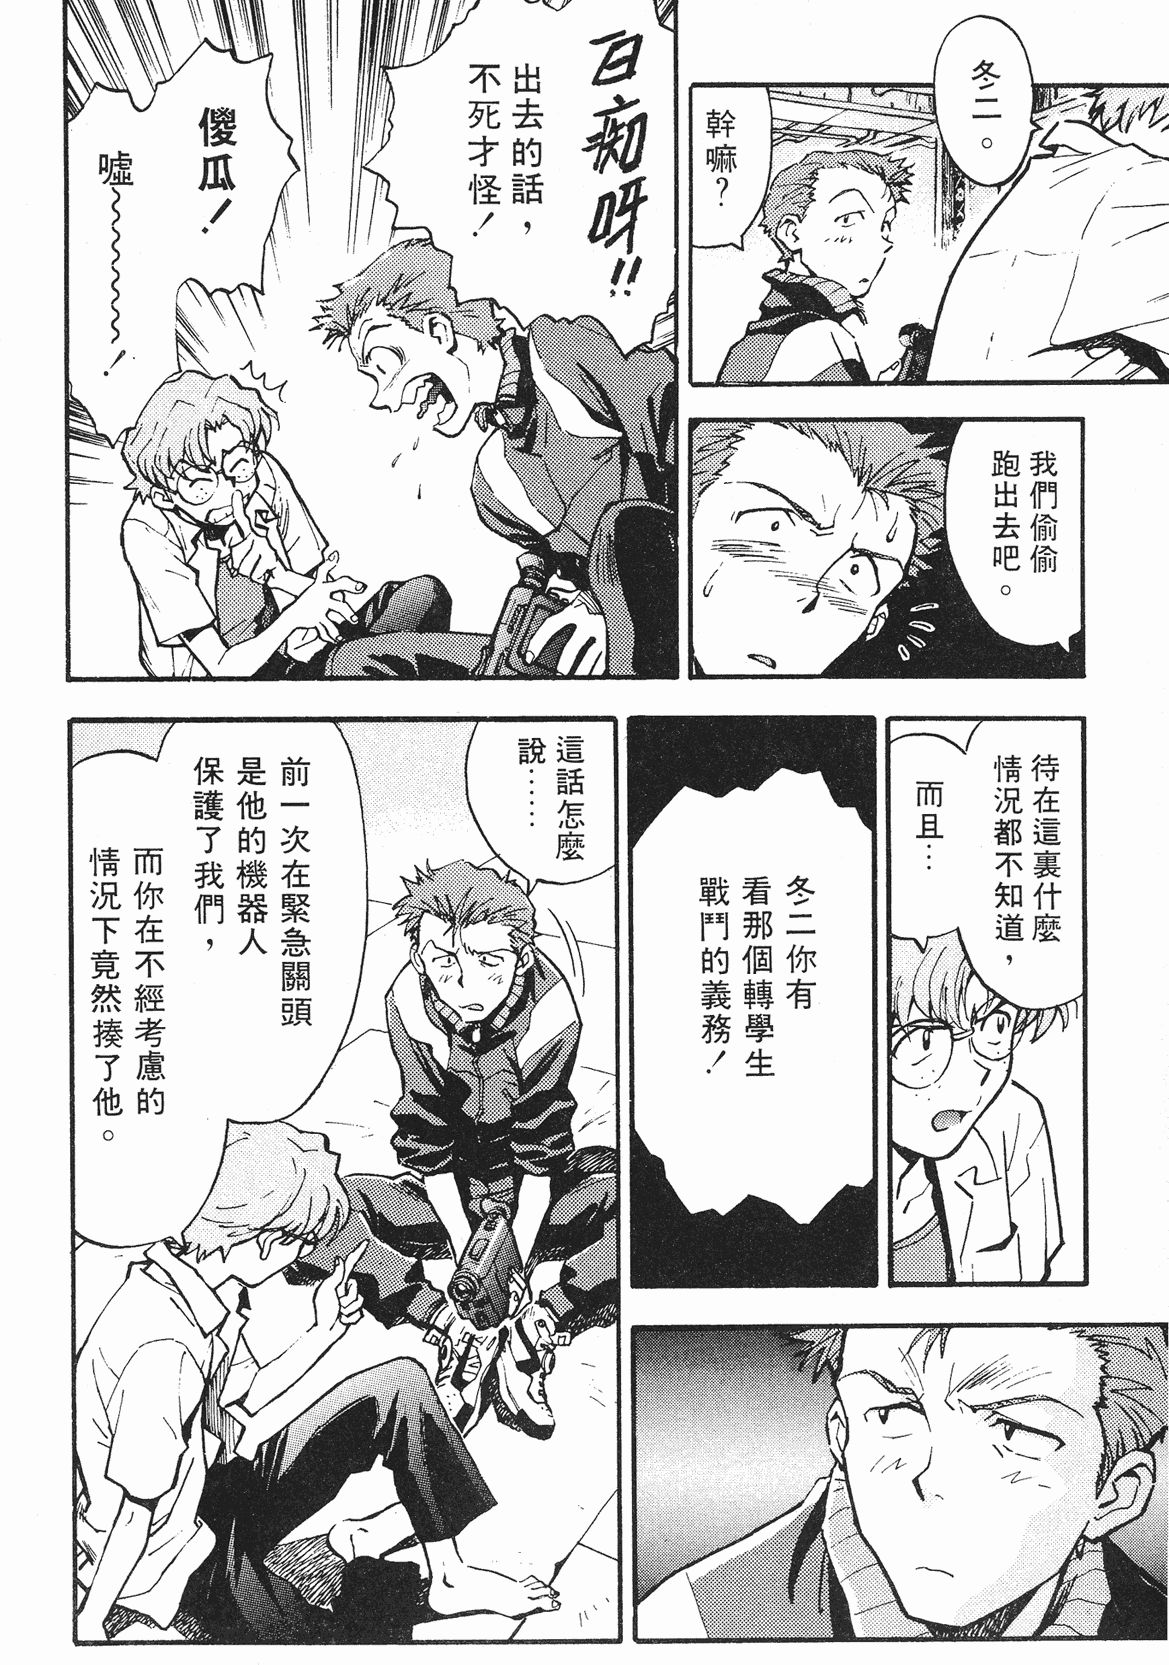 冬二。
幹嘛?
我們偷偷
跑出去吧。
白痴呀!!
出去的話,
不死才怪!
傻瓜!
噓~~~~~!
待在這裏什麼
情況都不知道,
而且…
冬二你有
看那個轉學生
戰鬥的義務!
這話怎麼
說……
前一次在緊急關頭
是他的機器人
保護了我們,
而你在不經考慮的
情況下竟然揍了他。